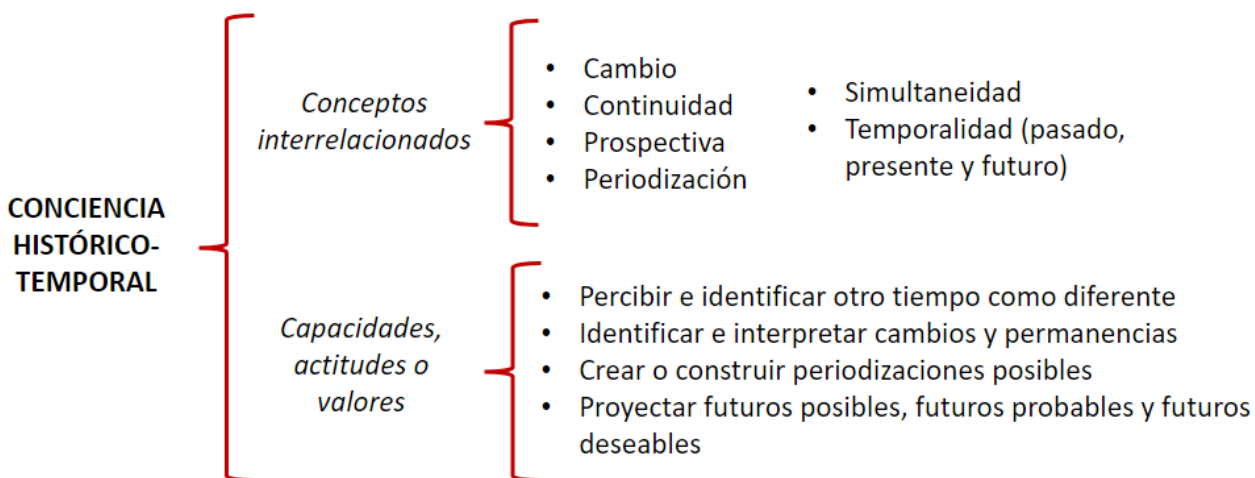 CONCIENCIA
HISTÓRICO-
TEMPORAL
Conceptos
interrelacionados
• Cambio
• Continuidad
• Prospectiva
• Periodización
• Simultaneidad
• Temporalidad (pasado,
presente y futuro)
Capacidades,
actitudes o
valores
• Percibir e identificar otro tiempo como diferente
• Identificar e interpretar cambios y permanencias
• Crear o construir periodizaciones posibles
• Proyectar futuros posibles, futuros probables y futuros
deseables